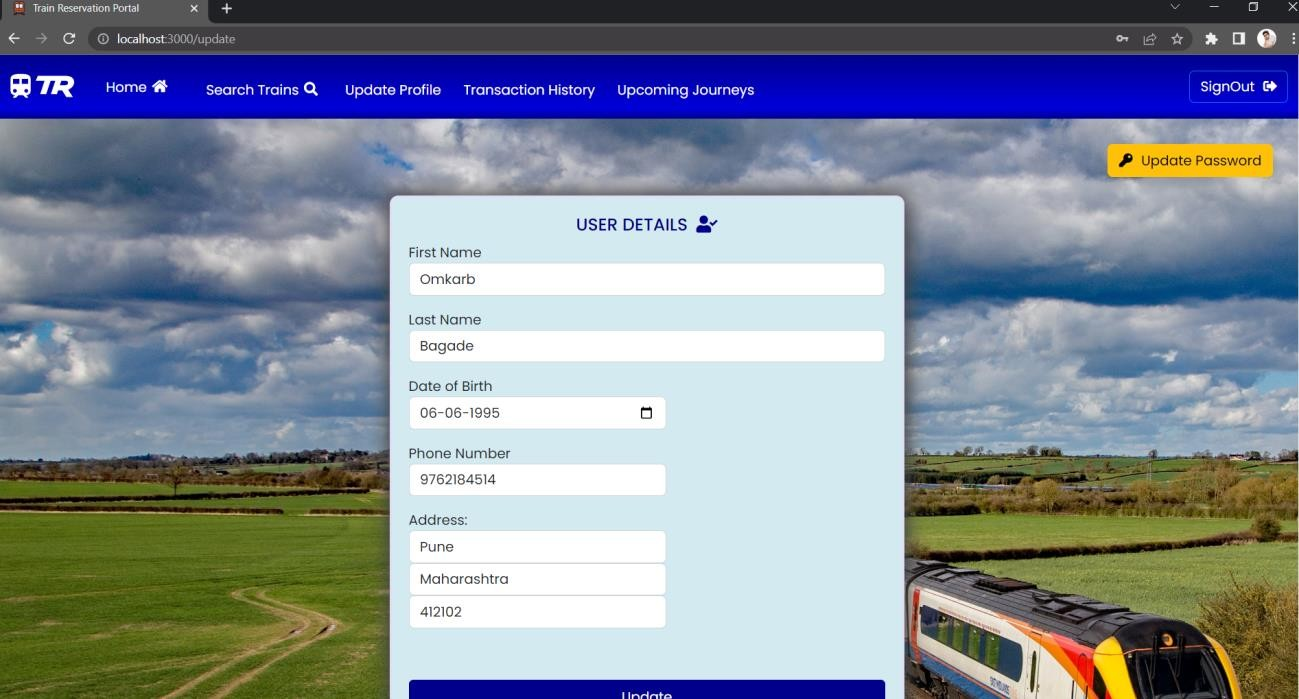 Train Reservation Portal
localhost:3000/update
TR
Home
Search Trains
Update Profile
Transaction History
Upcoming Journeys
SignOut
Update Password
USER DETAILS
First Name
Omkarb
Last Name
Bagade
Date of Birth
06-06-1995
Phone Number
9762184514
Address:
Pune
Maharashtra
412102
Update